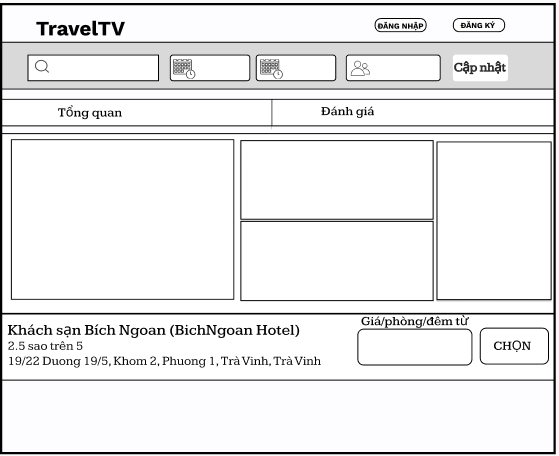 TravelTV
ĐĂNG NHẬP
ĐĂNG KÝ
Cập nhật
Tổng quan
Đánh giá
Giá/phòng/đêm từ
Khách sạn Bích Ngoan (BichNgoan Hotel)
2.5 sao trên 5
19/22 Duong 19/5, Khom 2, Phuong 1, Trà Vinh, Trà Vinh
CHỌN